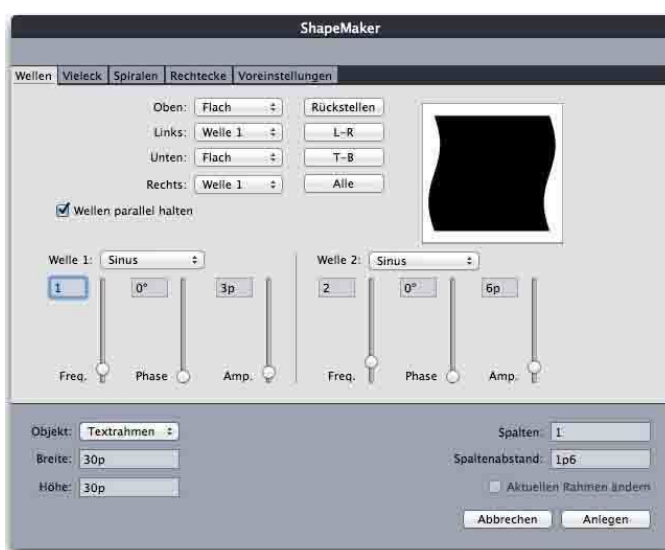 ShapeMaker
Wellen Vieleck Spiralen Rechtecke Voreinstellungen
Oben: Flach Rückstellen
Links: Welle 1 L-R
Unten: Flach T-B
Rechts: Welle 1 Alle
Wellen parallel halten
Welle 1: Sinus Welle 2: Sinus
1 0° 3p 2 0° 6p
Freq. Phase Amp. Freq. Phase Amp.
Objekt: Textrahmen Spalten: 1
Breite: 30p Spaltenabstand: 1p6
Höhe: 30p Aktuellen Rahmen ändern
Abbrechen Anlegen